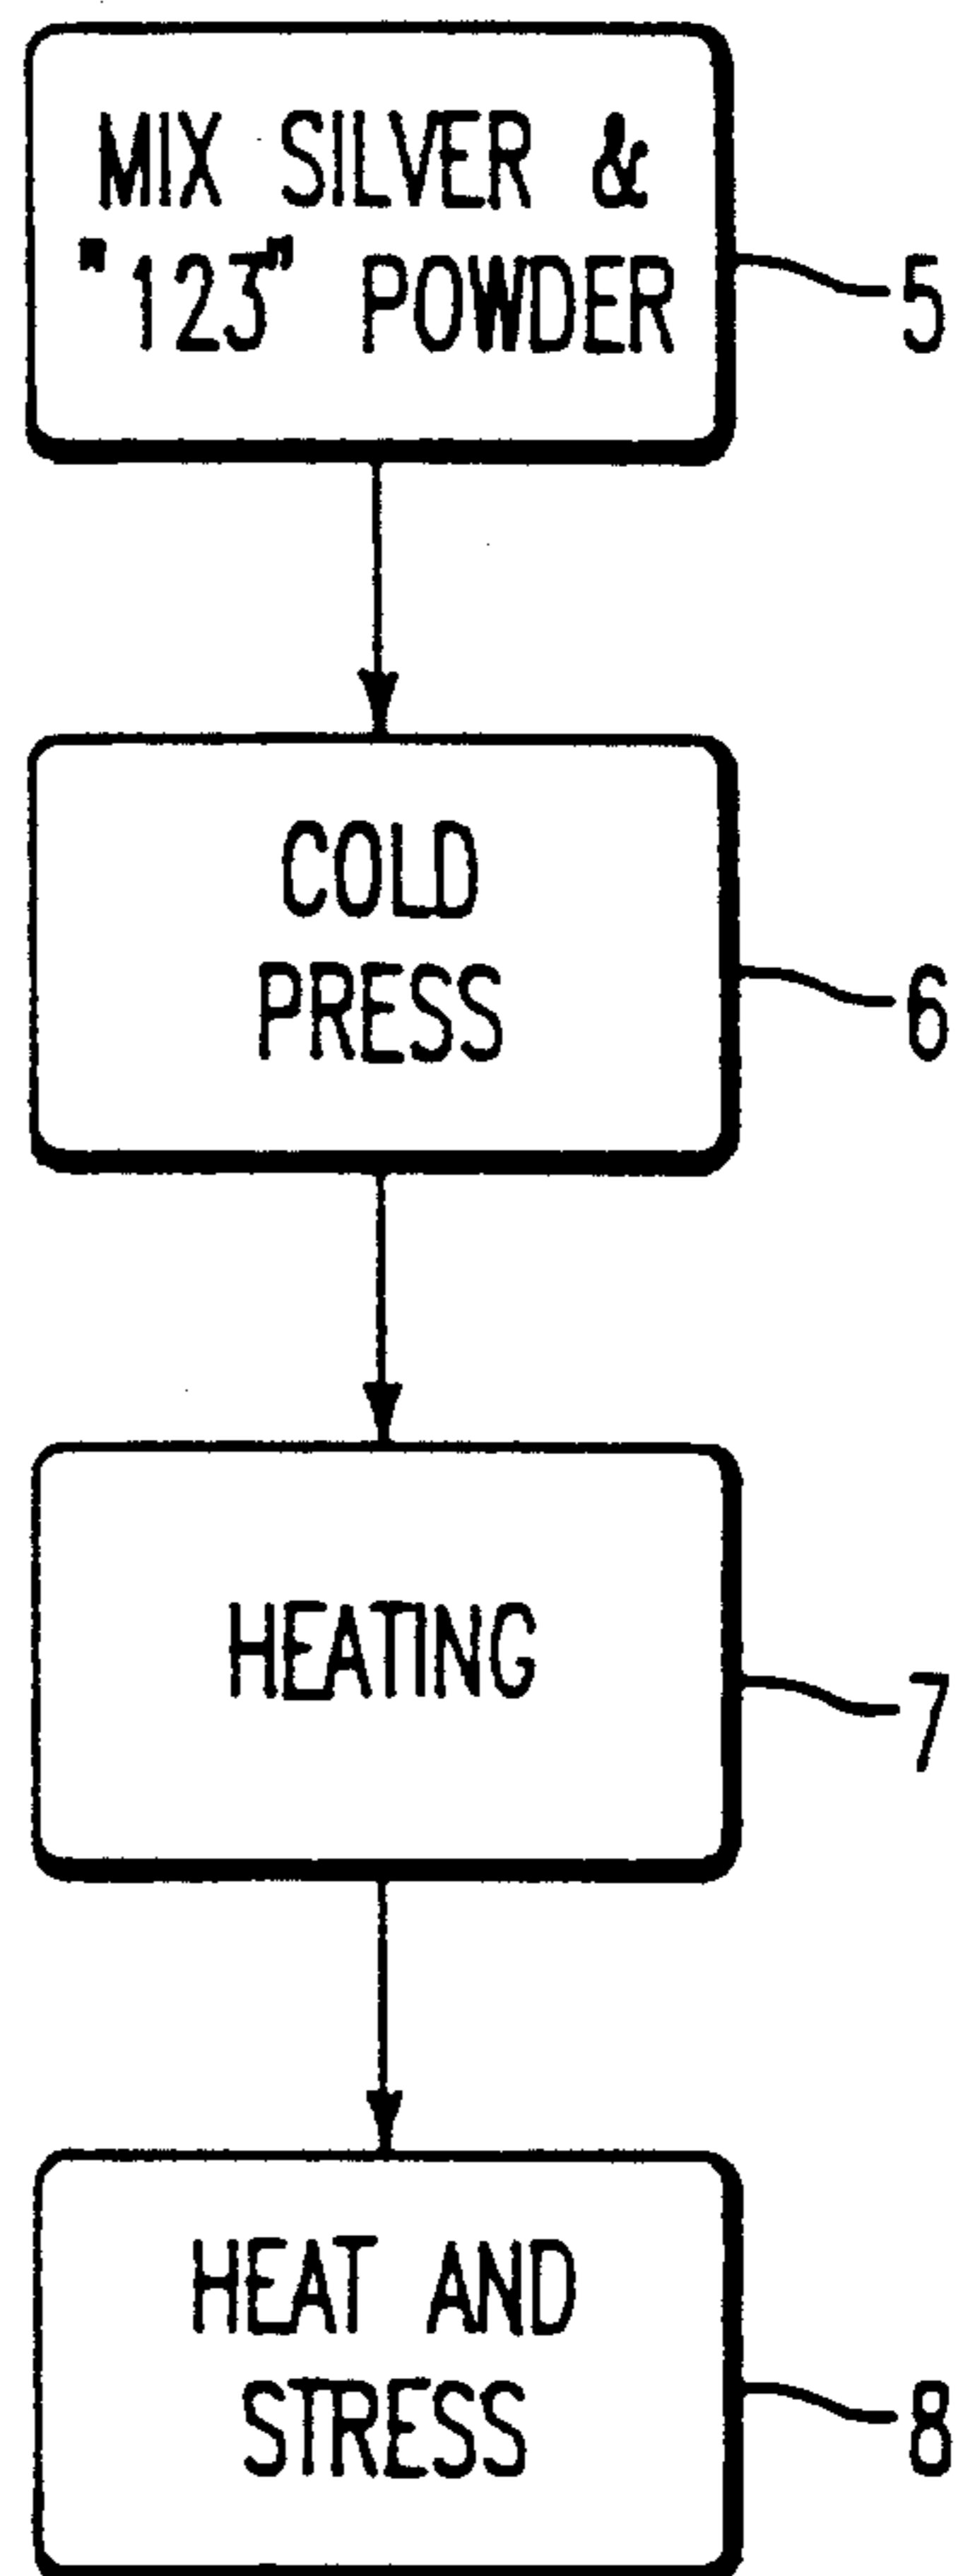 MIX SILVER &
"123" POWDER
5
COLD
PRESS
6
HEATING
7
HEAT AND
STRESS
8